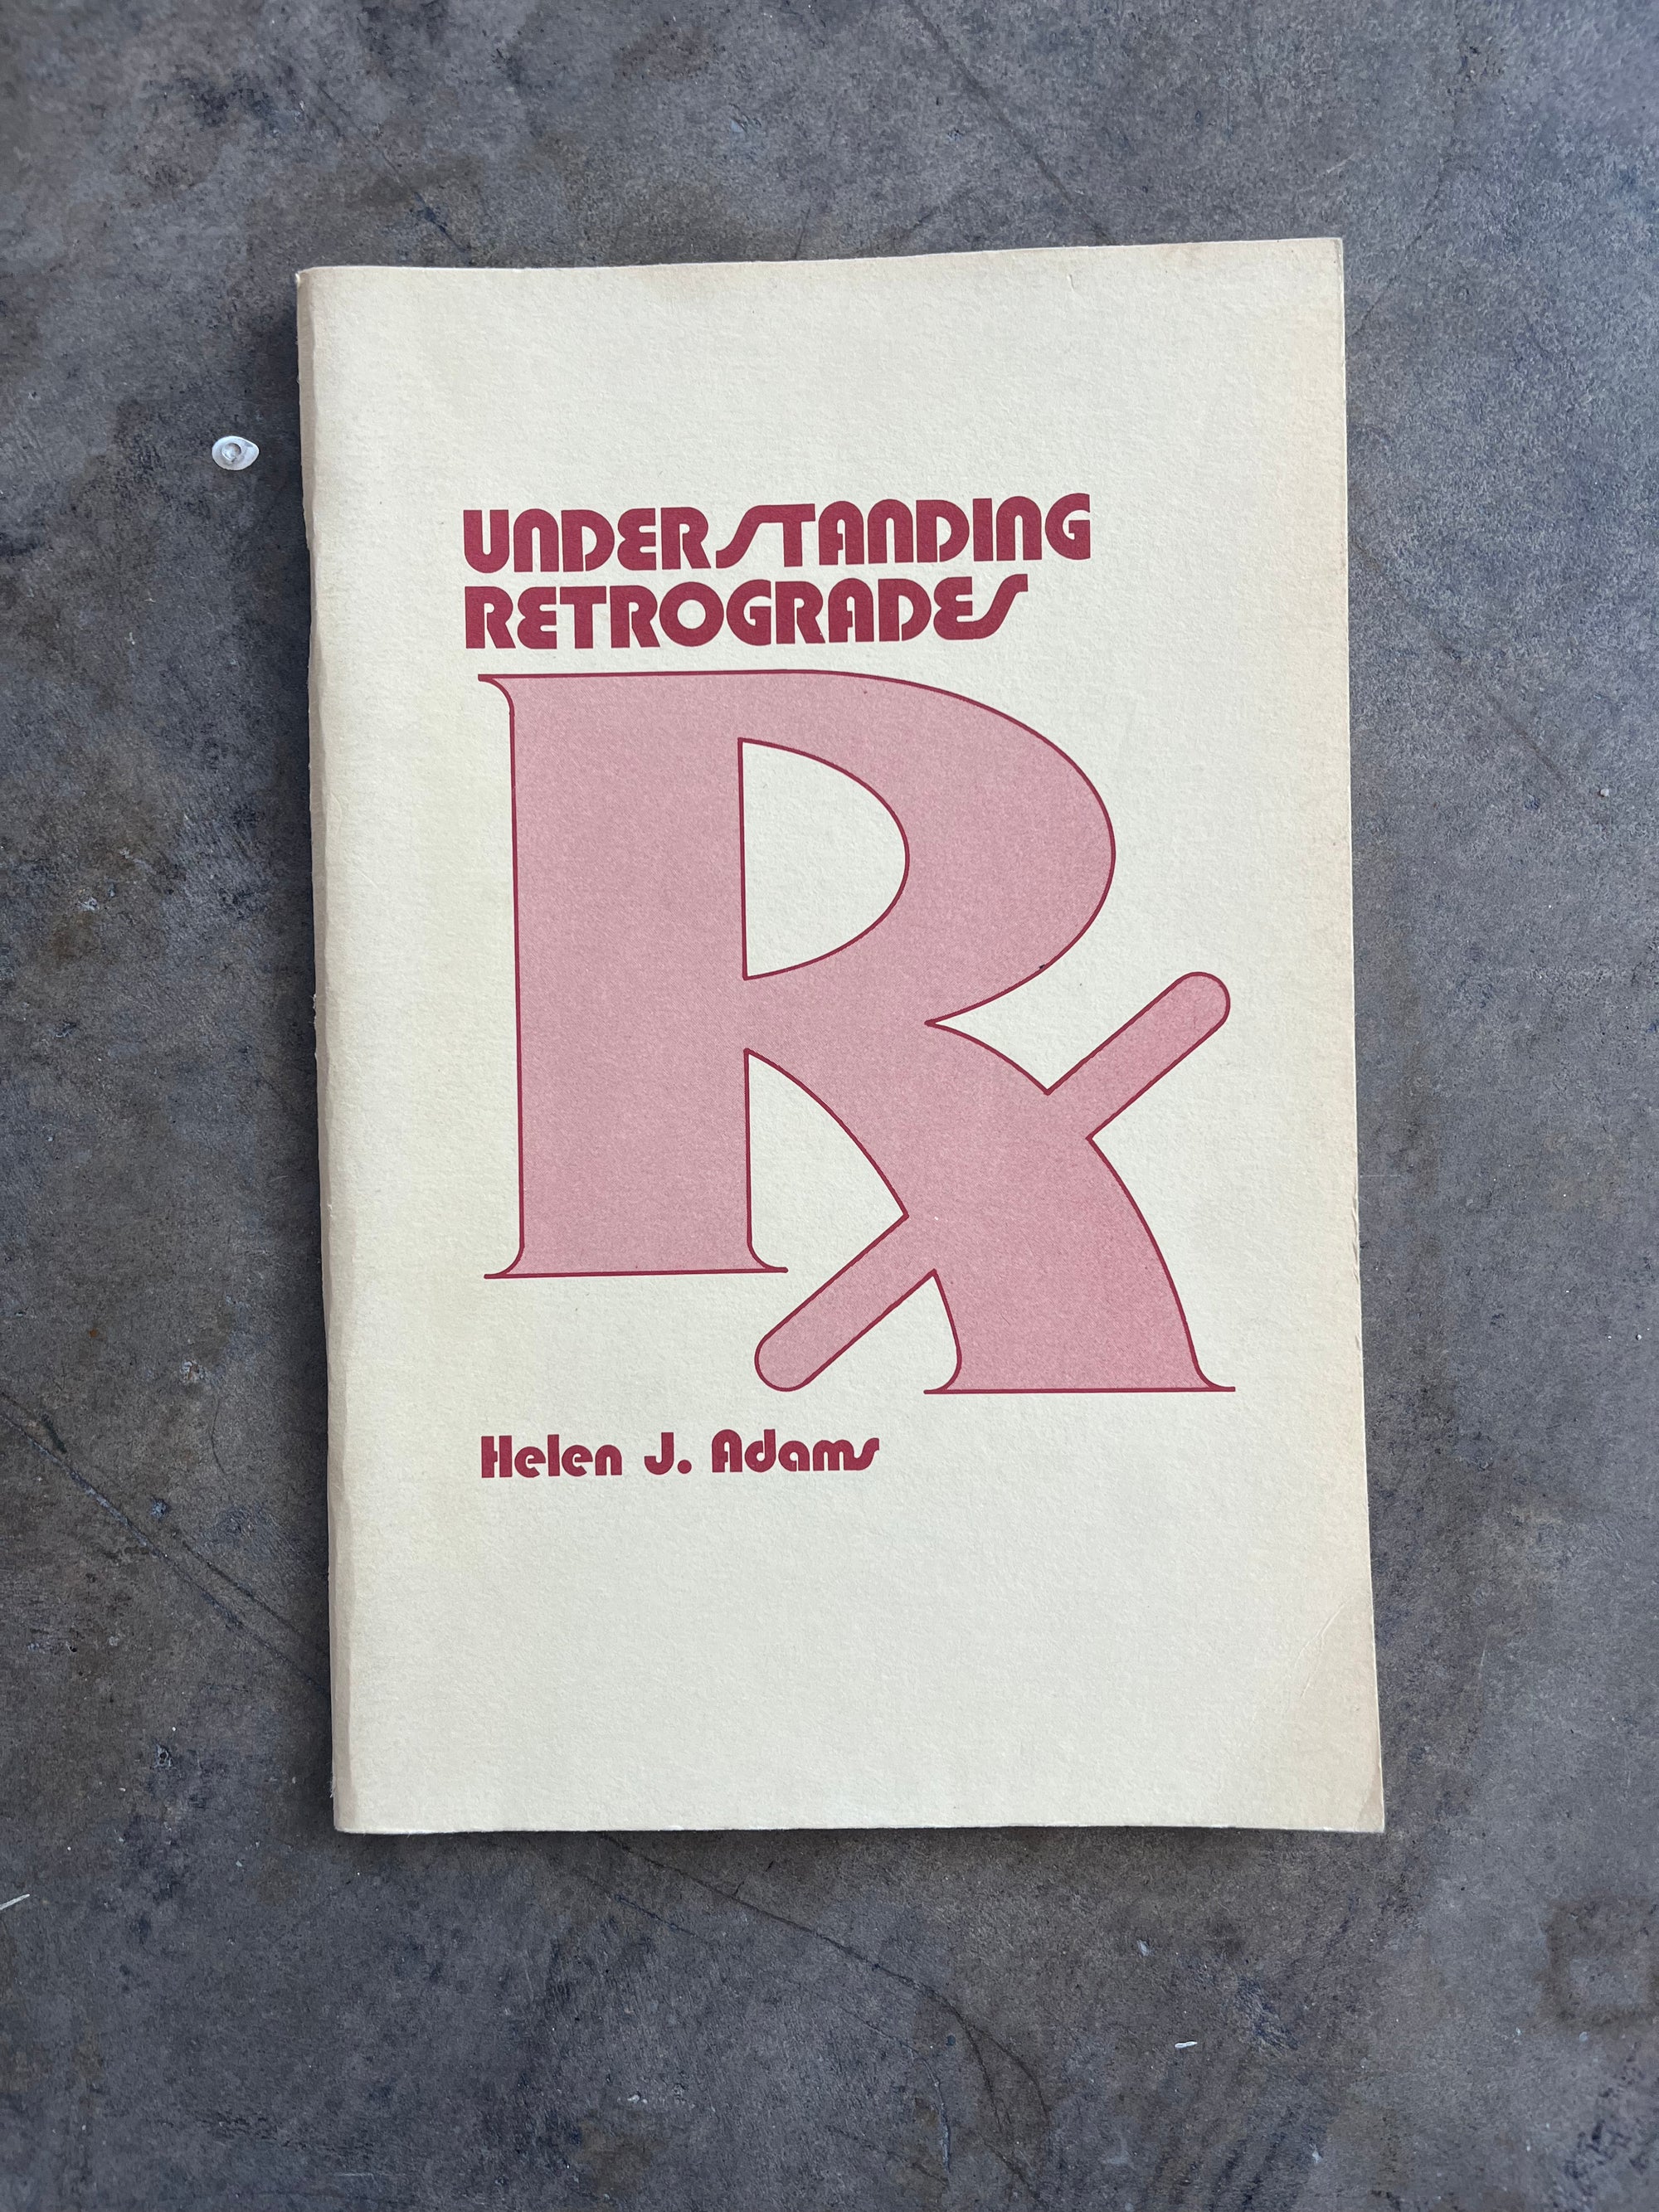 UNDERSTANDING
RETROGRADES
℞
Helen J. Adams